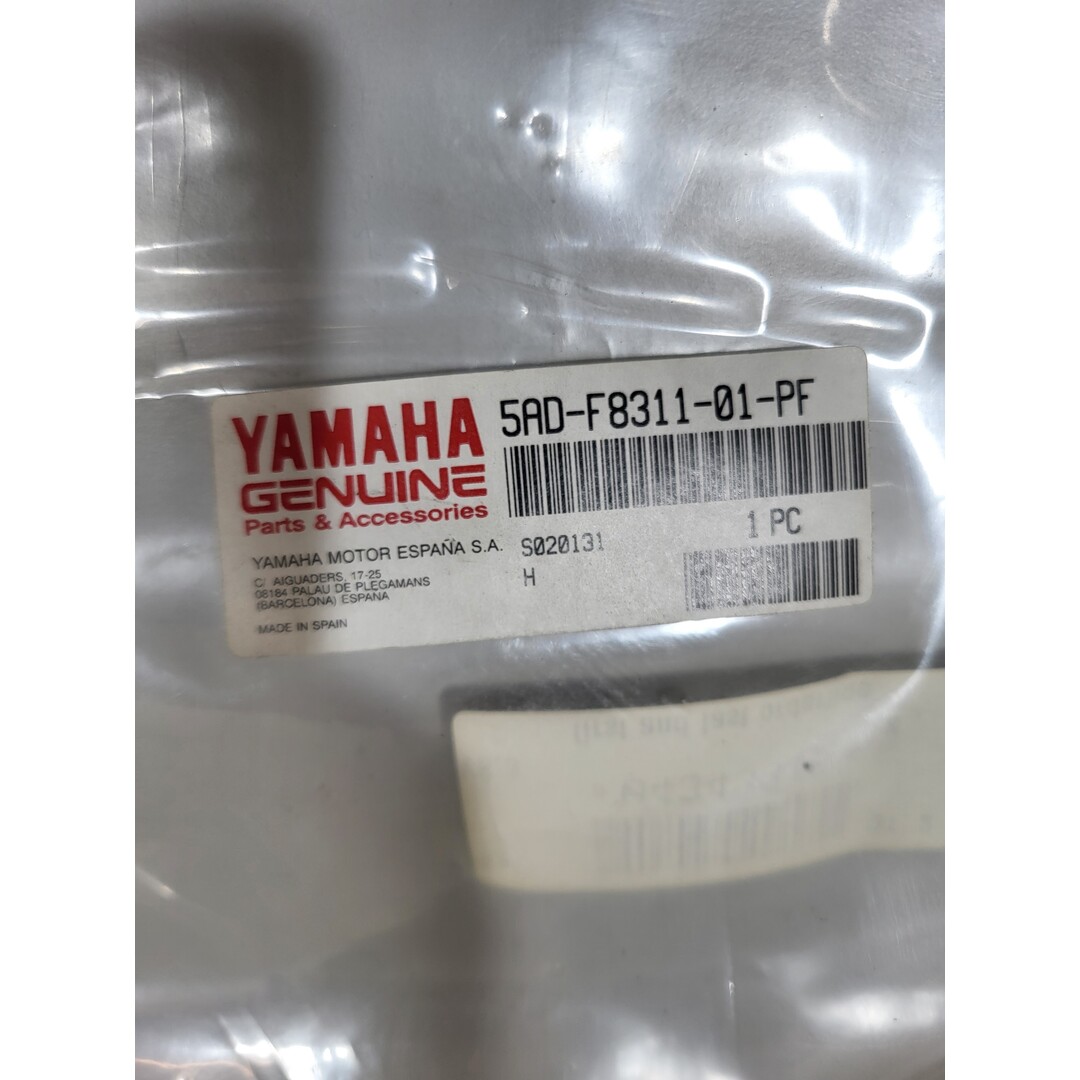 YAMAHA
GENUINE
Parts & Accessories
5AD-F8311-01-PF
1 PC
YAMAHA MOTOR ESPAÑA S.A.
S020131
C/ AIGUADERS, 17-25
H
08184 PALAU DE PLEGAMANS
(BARCELONA) ESPAÑA
MADE IN SPAIN